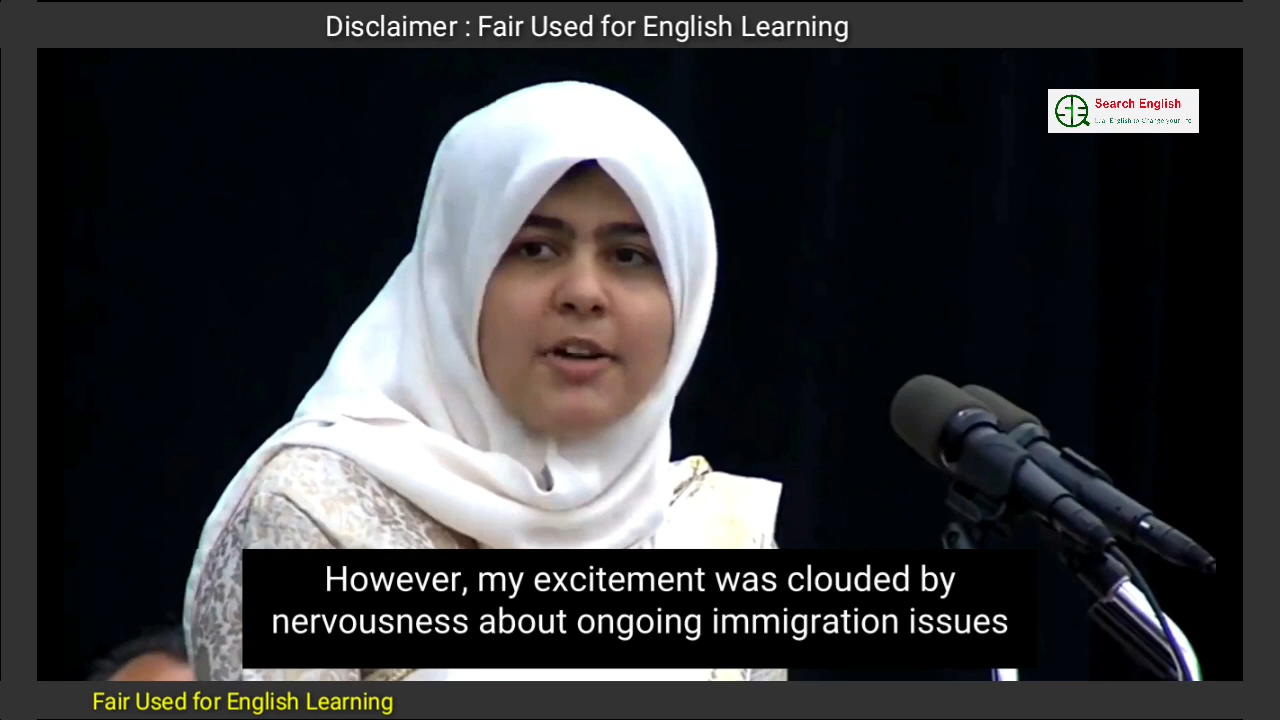 Disclaimer : Fair Used for English Learning
Search English
However, my excitement was clouded by
nervousness about ongoing immigration issues
Fair Used for English Learning